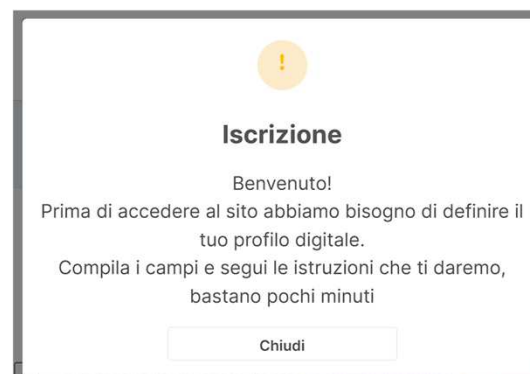 !
Iscrizione
Benvenuto!
Prima di accedere al sito abbiamo bisogno di definire il
tuo profilo digitale.
Compila i campi e segui le istruzioni che ti daremo,
bastano pochi minuti
Chiudi